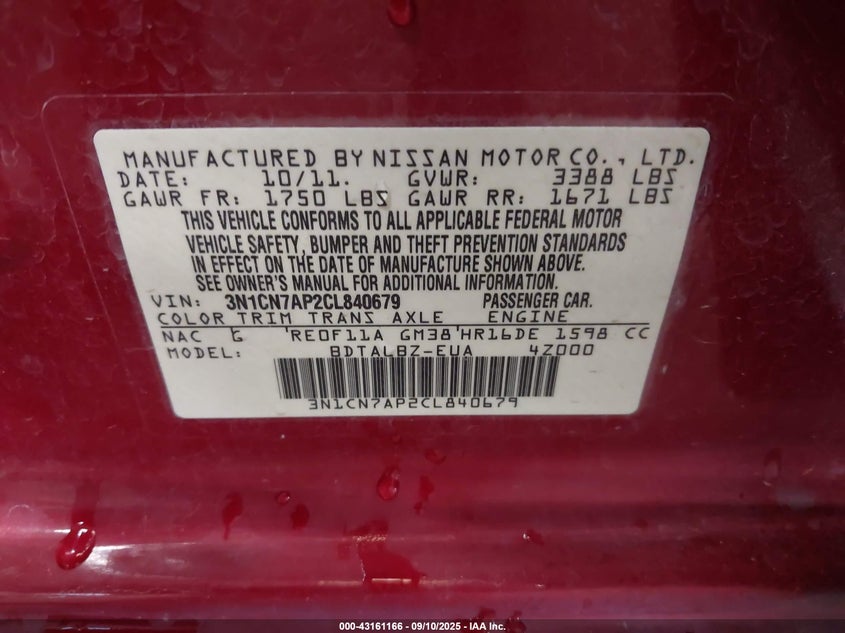 MANUFACTURED BY NISSAN MOTOR CO., LTD.
DATE: 10/11. GVWR: 3388 LBS
GAWR FR: 1750 LBS GAWR RR: 1671 LBS
THIS VEHICLE CONFORMS TO ALL APPLICABLE FEDERAL MOTOR
VEHICLE SAFETY, BUMPER AND THEFT PREVENTION STANDARDS
IN EFFECT ON THE DATE OF MANUFACTURE SHOWN ABOVE.
SEE OWNER'S MANUAL FOR ADDITIONAL INFORMATION.
VIN: 3N1CN7AP2CL840679 PASSENGER CAR.
COLOR TRIM TRANS AXLE ENGINE
NAC G 'RE0F11A GM38'HR16DE 1598 CC
MODEL: BDTALBZ-EUA 4Z000
3N1CN7AP2CL840679
000-43161166 - 09/10/2025 - IAA Inc.